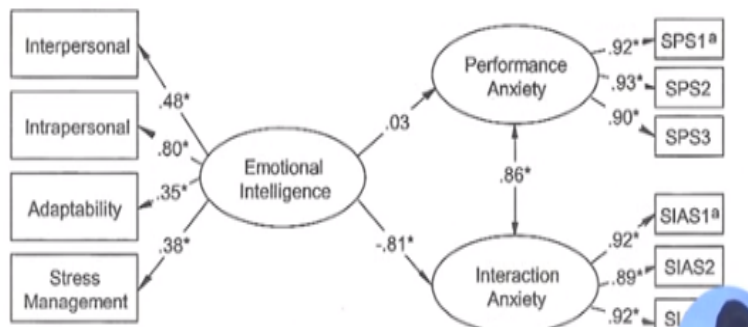 Interpersonal
Intrapersonal
Adaptability
Stress
Management
.48*
.80*
.35*
.38*
Emotional
Intelligence
.03
-.81*
Performance
Anxiety
.86*
Interaction
Anxiety
.92*
.93*
.90*
SPS1ª
SPS2
SPS3
.92*
.89*
.92*
SIAS1ª
SIAS2